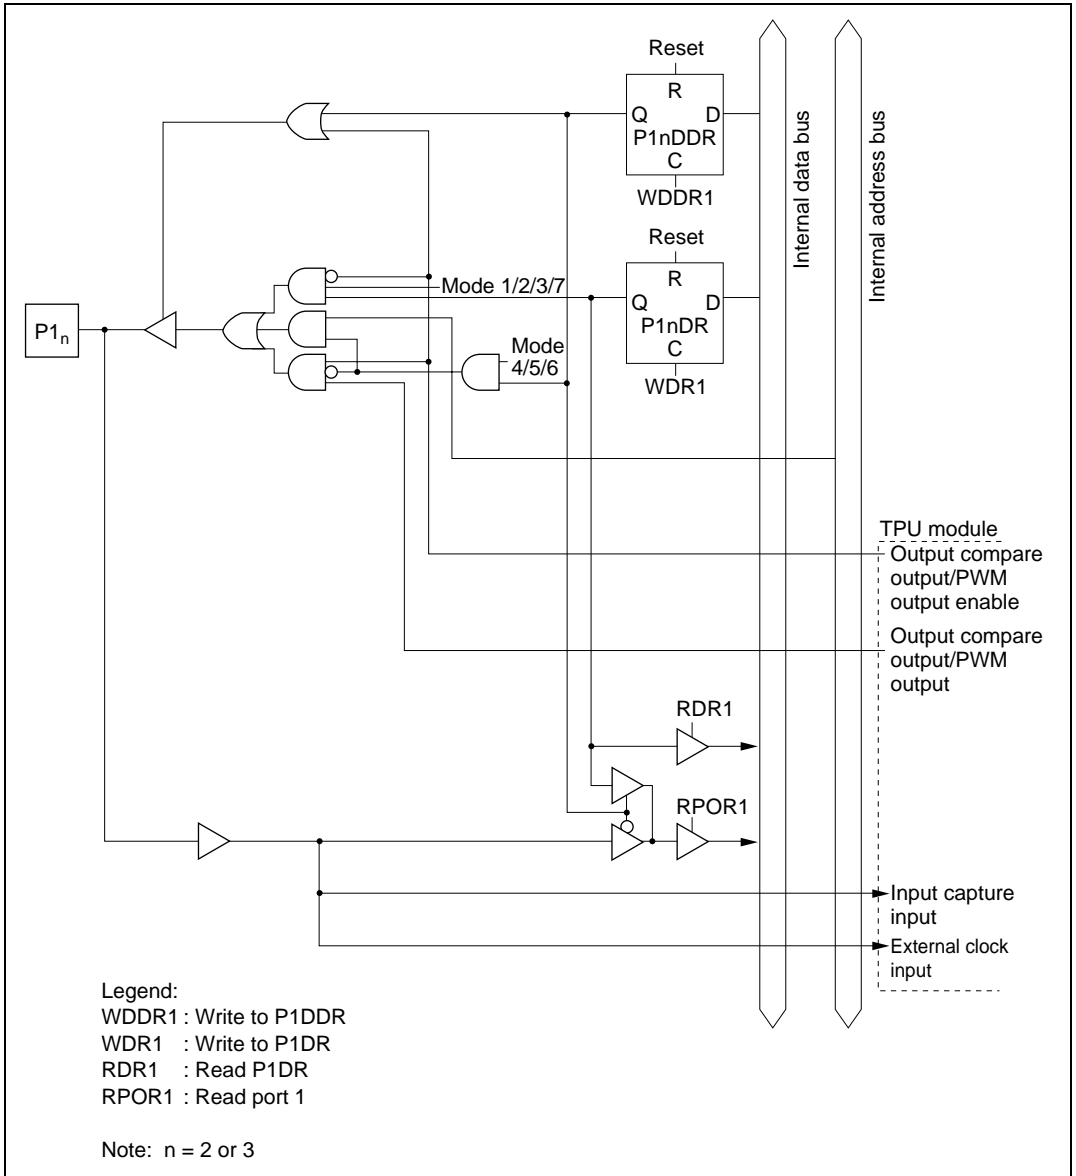 Reset
R
Q D
P1nDDR
C
WDDR1
Reset
R
Q D
P1nDR
C
WDR1
Internal data bus
Internal address bus
Mode 1/2/3/7
P1n
Mode
4/5/6
TPU module
Output compare
output/PWM
output enable
Output compare
output/PWM
output
RDR1
RPOR1
Input capture
input
External clock
input
Legend:
WDDR1 : Write to P1DDR
WDR1 : Write to P1DR
RDR1 : Read P1DR
RPOR1 : Read port 1
Note: n = 2 or 3